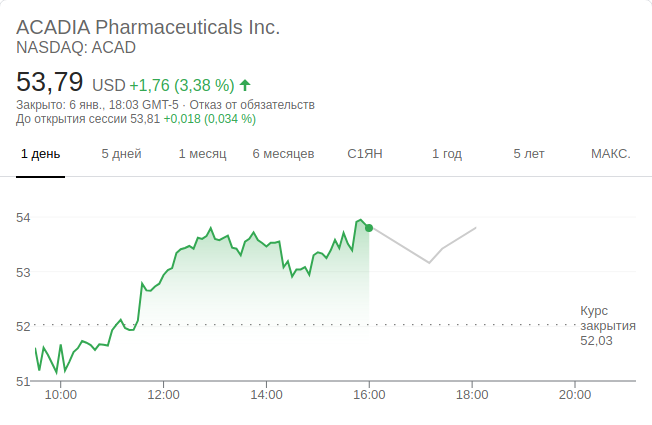 ACADIA Pharmaceuticals Inc.
NASDAQ: ACAD
53,79 USD +1,76 (3,38 %)
Закрыто: 6 янв., 18:03 GMT-5 · Отказ от обязательств
До открытия сессии 53,81 +0,018 (0,034 %)
1 день 5 дней 1 месяц 6 месяцев С1ЯН 1 год 5 лет МАКС.
54
53
52
51
Курс
закрытия
52,03
10:00 12:00 14:00 16:00 18:00 20:00